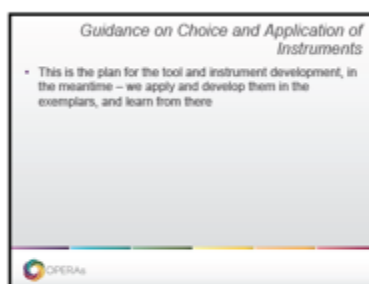 Guidance on Choice and Application of
Instruments
• This is the plan for the tool and instrument development, in
the meantime – we apply and develop them in the
exemplars, and learn from there
OPERAs